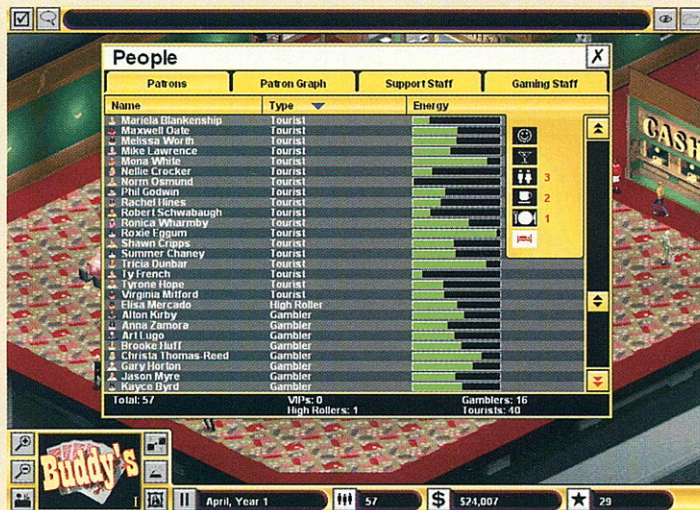 People
X
Patrons Patron Graph Support Staff Gaming Staff
Name Type Energy
Mariela Blankenship Tourist
Maxwell Oate Tourist
Melissa Worth Tourist
Mike Lawrence Tourist
Mona White Tourist
Nellie Crocker Tourist
Norm Osmund Tourist
Phil Godwin Tourist
Rachel Hines Tourist
Robert Schwabaugh Tourist
Ronica Wharmby Tourist
Roxie Eggum Tourist
Shawn Cripps Tourist
Summer Chaney Tourist
Tricia Dunbar Tourist
Ty French Tourist
Tyrone Hope Tourist
Virginia Mitford Tourist
Elisa Mercado High Roller
Alton Kirby Gambler
Anna Zamora Gambler
Art Lugo Gambler
Brooke Huff Gambler
Christa Thomas-Reed Gambler
Gary Horton Gambler
Jason Myre Gambler
Kayce Byrd Gambler
3
2
1
Total: 57 VIPs: 0 Gamblers: 16
High Rollers: 1 Tourists: 40
CAS
Buddy's
I
April, Year 1 57 $ $24,007 29